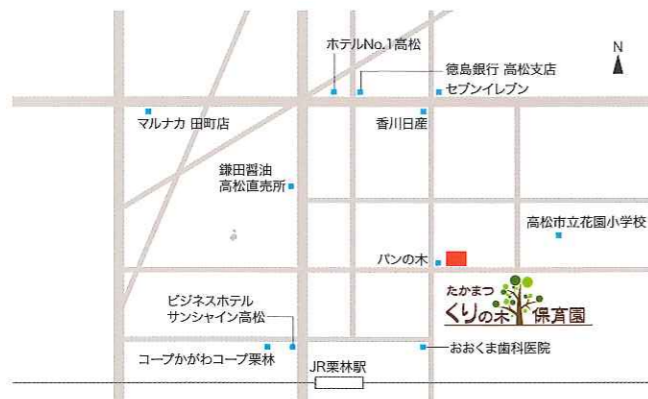 ホテルNo.1高松
N
徳島銀行 高松支店
セブンイレブン
マルナカ 田町店
香川日産
鎌田醤油
高松直売所
高松市立花園小学校
パンの木
たかまつ
くりの木 保育園
ビジネスホテル
サンシャイン高松
コープかがわコープ栗林
おおくま歯科医院
JR栗林駅